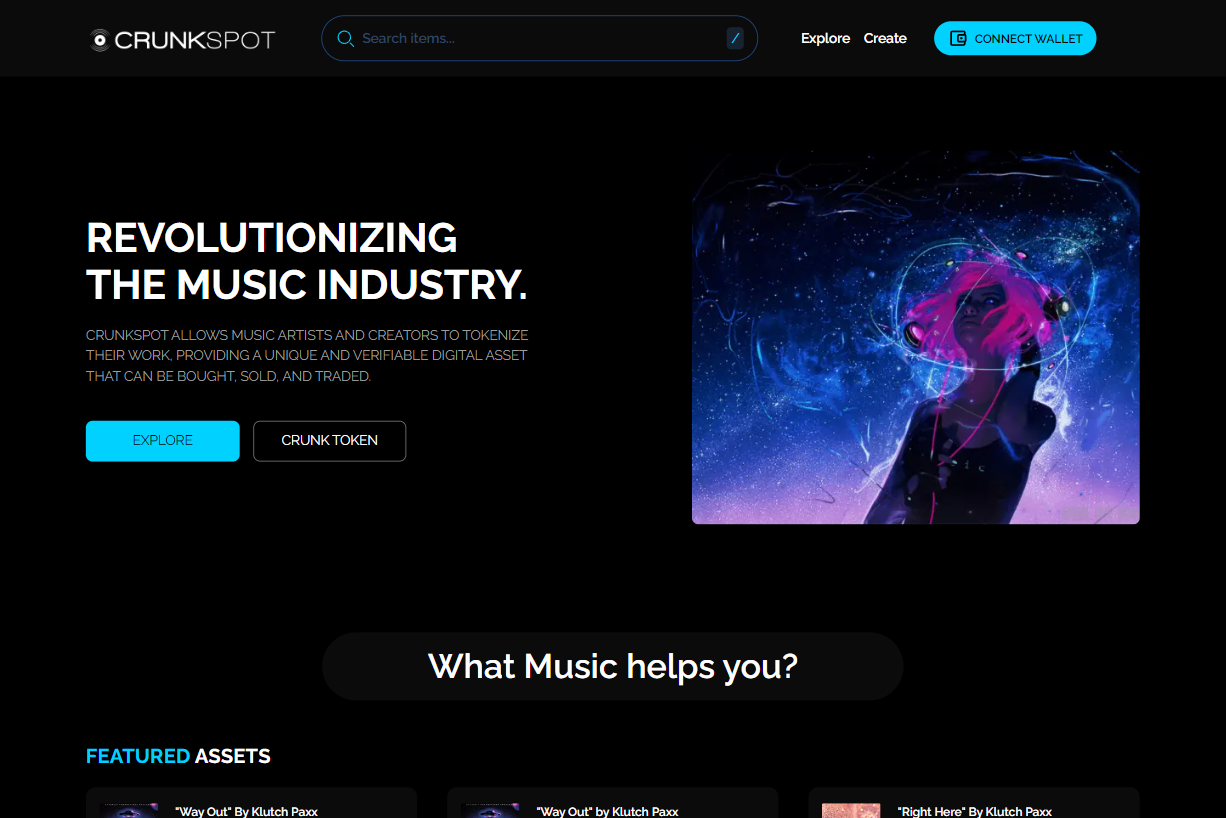 CRUNKSPOT
Search items...
/
Explore
Create
CONNECT WALLET
REVOLUTIONIZING
THE MUSIC INDUSTRY.
CRUNKSPOT ALLOWS MUSIC ARTISTS AND CREATORS TO TOKENIZE
THEIR WORK, PROVIDING A UNIQUE AND VERIFIABLE DIGITAL ASSET
THAT CAN BE BOUGHT, SOLD, AND TRADED.
EXPLORE
CRUNK TOKEN
What Music helps you?
FEATURED ASSETS
"Way Out" By Klutch Paxx
"Way Out" by Klutch Paxx
"Right Here" By Klutch Paxx